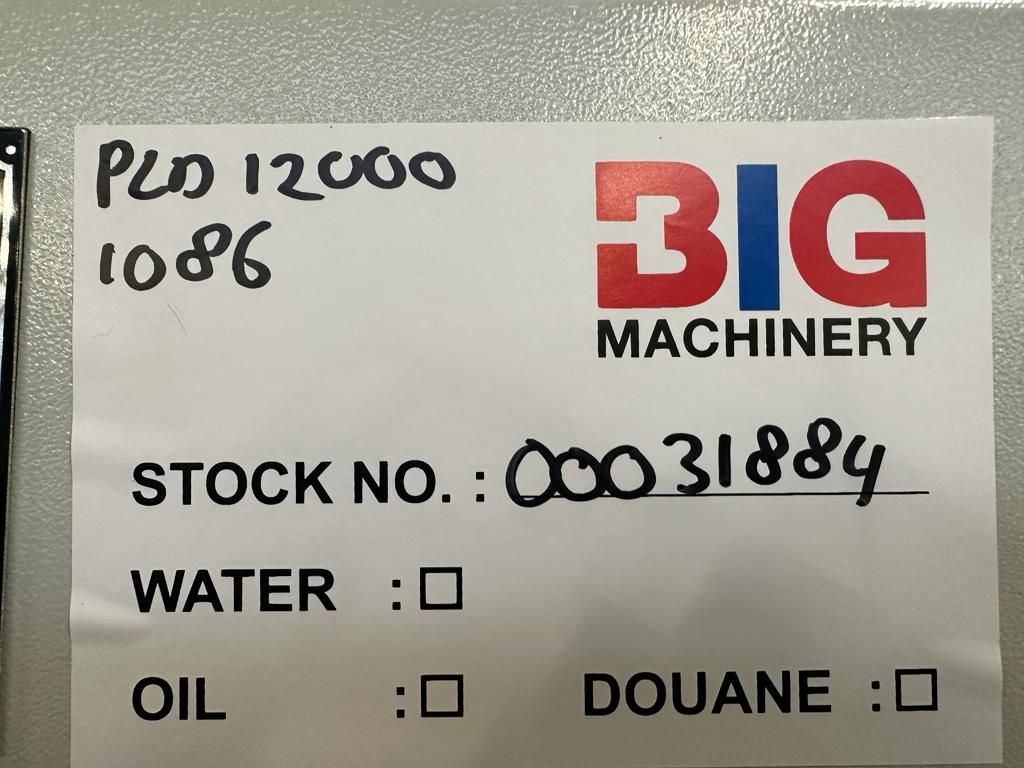 PLD 12000
1086
BIG
MACHINERY
STOCK NO. : 00031884
WATER : ☐
OIL : ☐ DOUANE : ☐